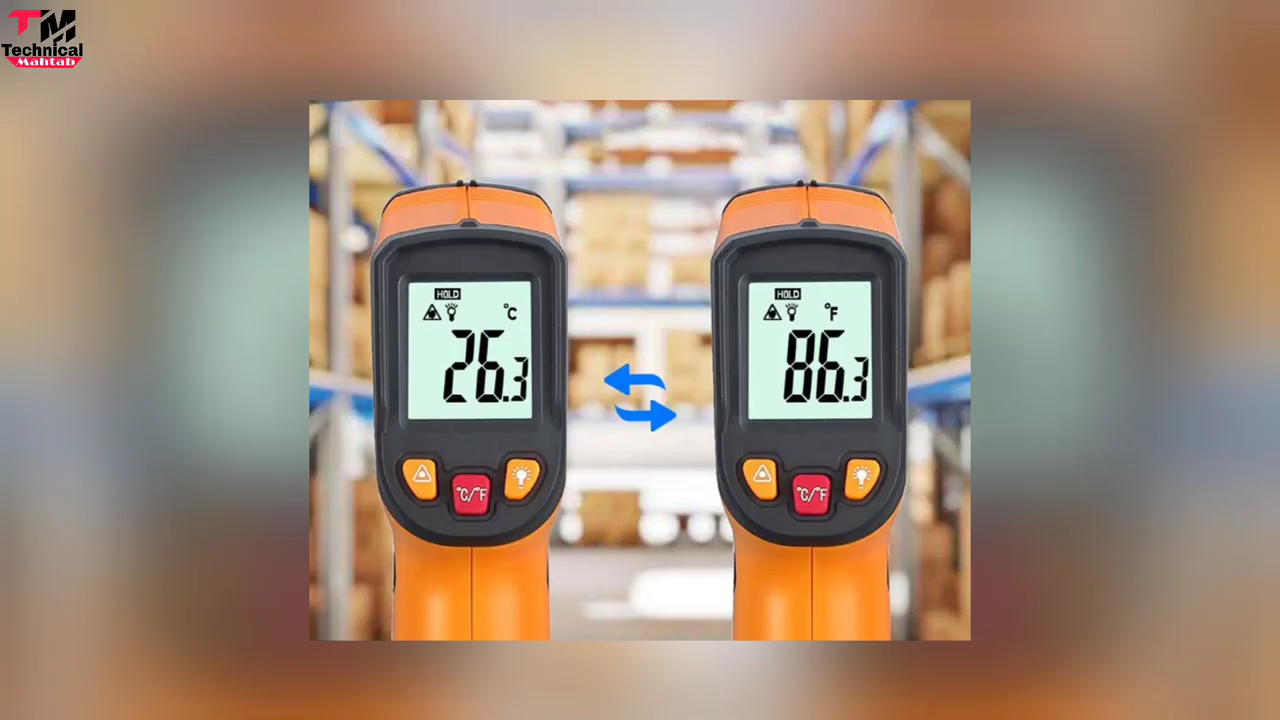 TM
Technical
Mahtab
HOLD
°C
26.3
°C/°F
HOLD
°F
86.3
°C/°F